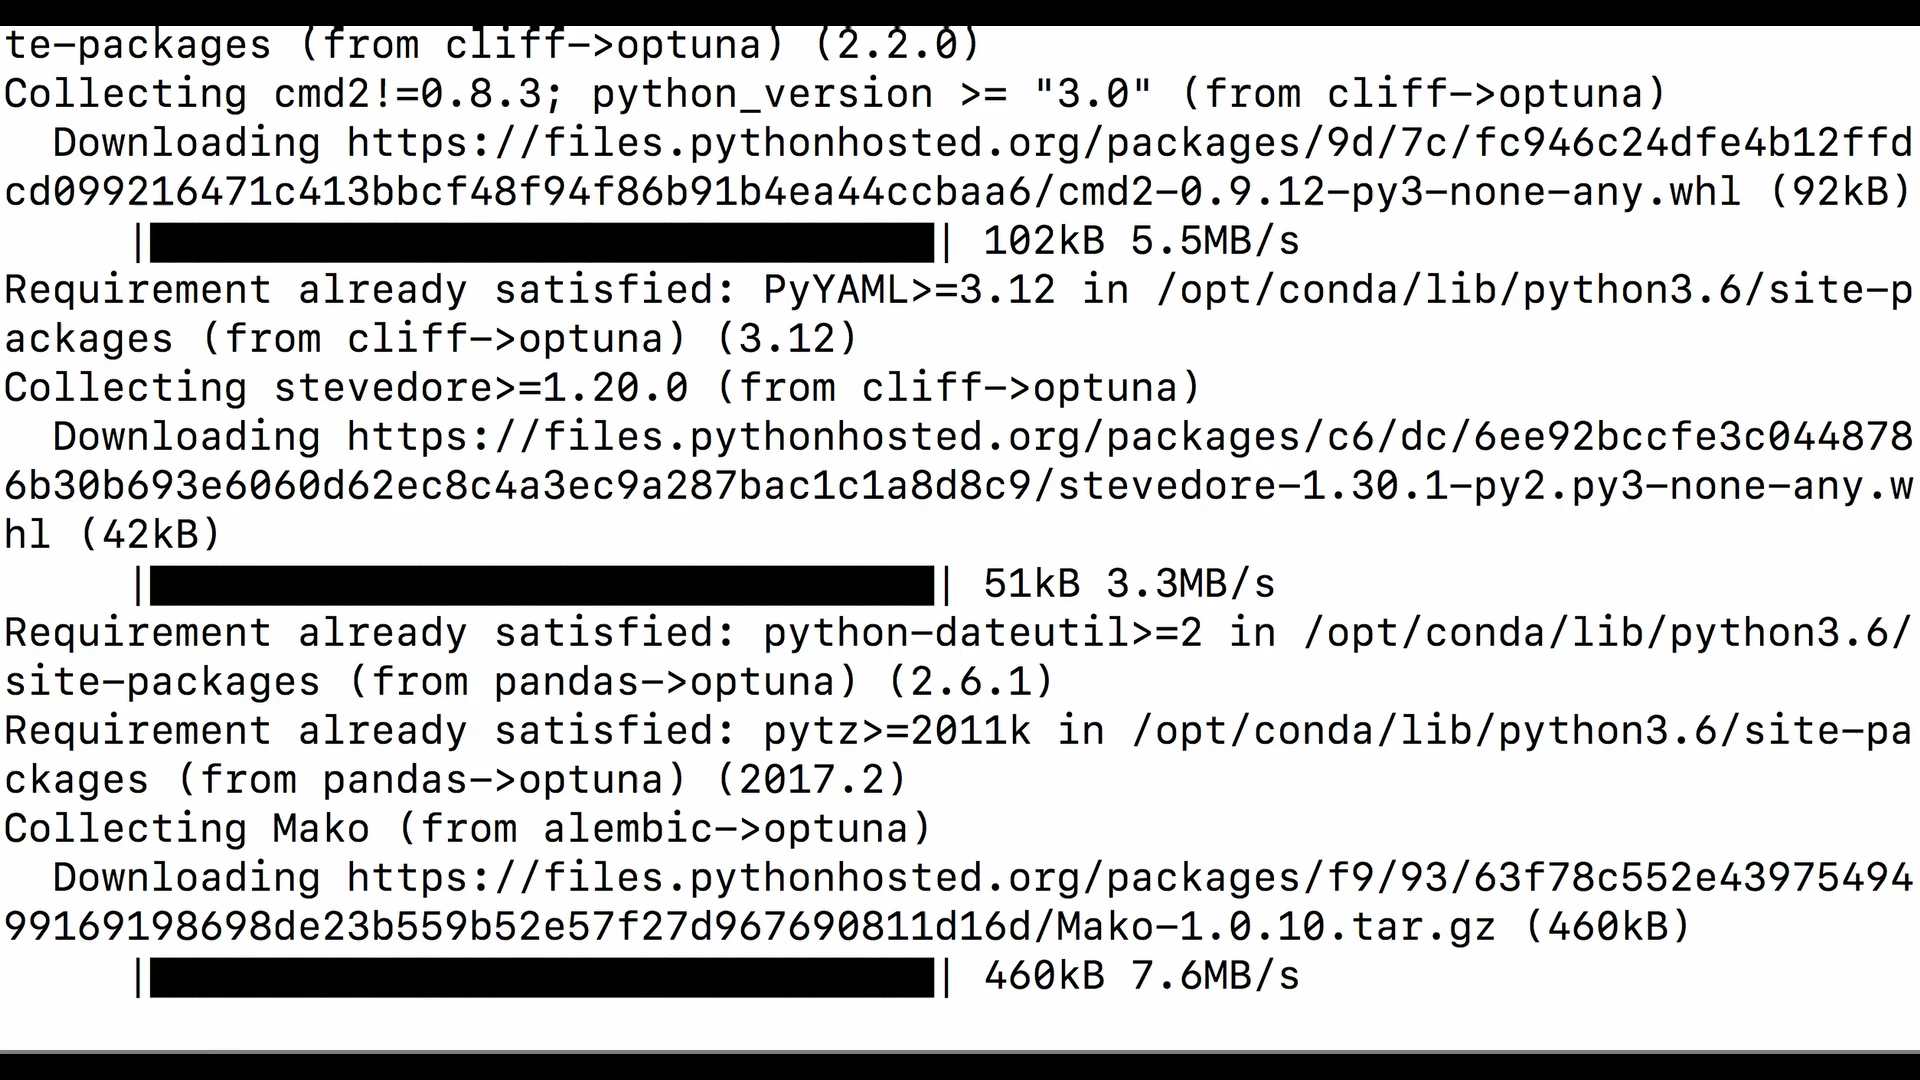 te-packages (from cliff->optuna) (2.2.0)
Collecting cmd2!=0.8.3; python_version >= "3.0" (from cliff->optuna)
  Downloading https://files.pythonhosted.org/packages/9d/7c/fc946c24dfe4b12ffd
cd099216471c413bbcf48f94f86b91b4ea44ccbaa6/cmd2-0.9.12-py3-none-any.whl (92kB)
     |████████████████████████████████| 102kB 5.5MB/s
Requirement already satisfied: PyYAML>=3.12 in /opt/conda/lib/python3.6/site-p
ackages (from cliff->optuna) (3.12)
Collecting stevedore>=1.20.0 (from cliff->optuna)
  Downloading https://files.pythonhosted.org/packages/c6/dc/6ee92bccfe3c044878
6b30b693e6060d62ec8c4a3ec9a287bac1c1a8d8c9/stevedore-1.30.1-py2.py3-none-any.w
hl (42kB)
     |████████████████████████████████| 51kB 3.3MB/s
Requirement already satisfied: python-dateutil>=2 in /opt/conda/lib/python3.6/
site-packages (from pandas->optuna) (2.6.1)
Requirement already satisfied: pytz>=2011k in /opt/conda/lib/python3.6/site-pa
ckages (from pandas->optuna) (2017.2)
Collecting Mako (from alembic->optuna)
  Downloading https://files.pythonhosted.org/packages/f9/93/63f78c552e43975494
99169198698de23b559b52e57f27d967690811d16d/Mako-1.0.10.tar.gz (460kB)
     |████████████████████████████████| 460kB 7.6MB/s